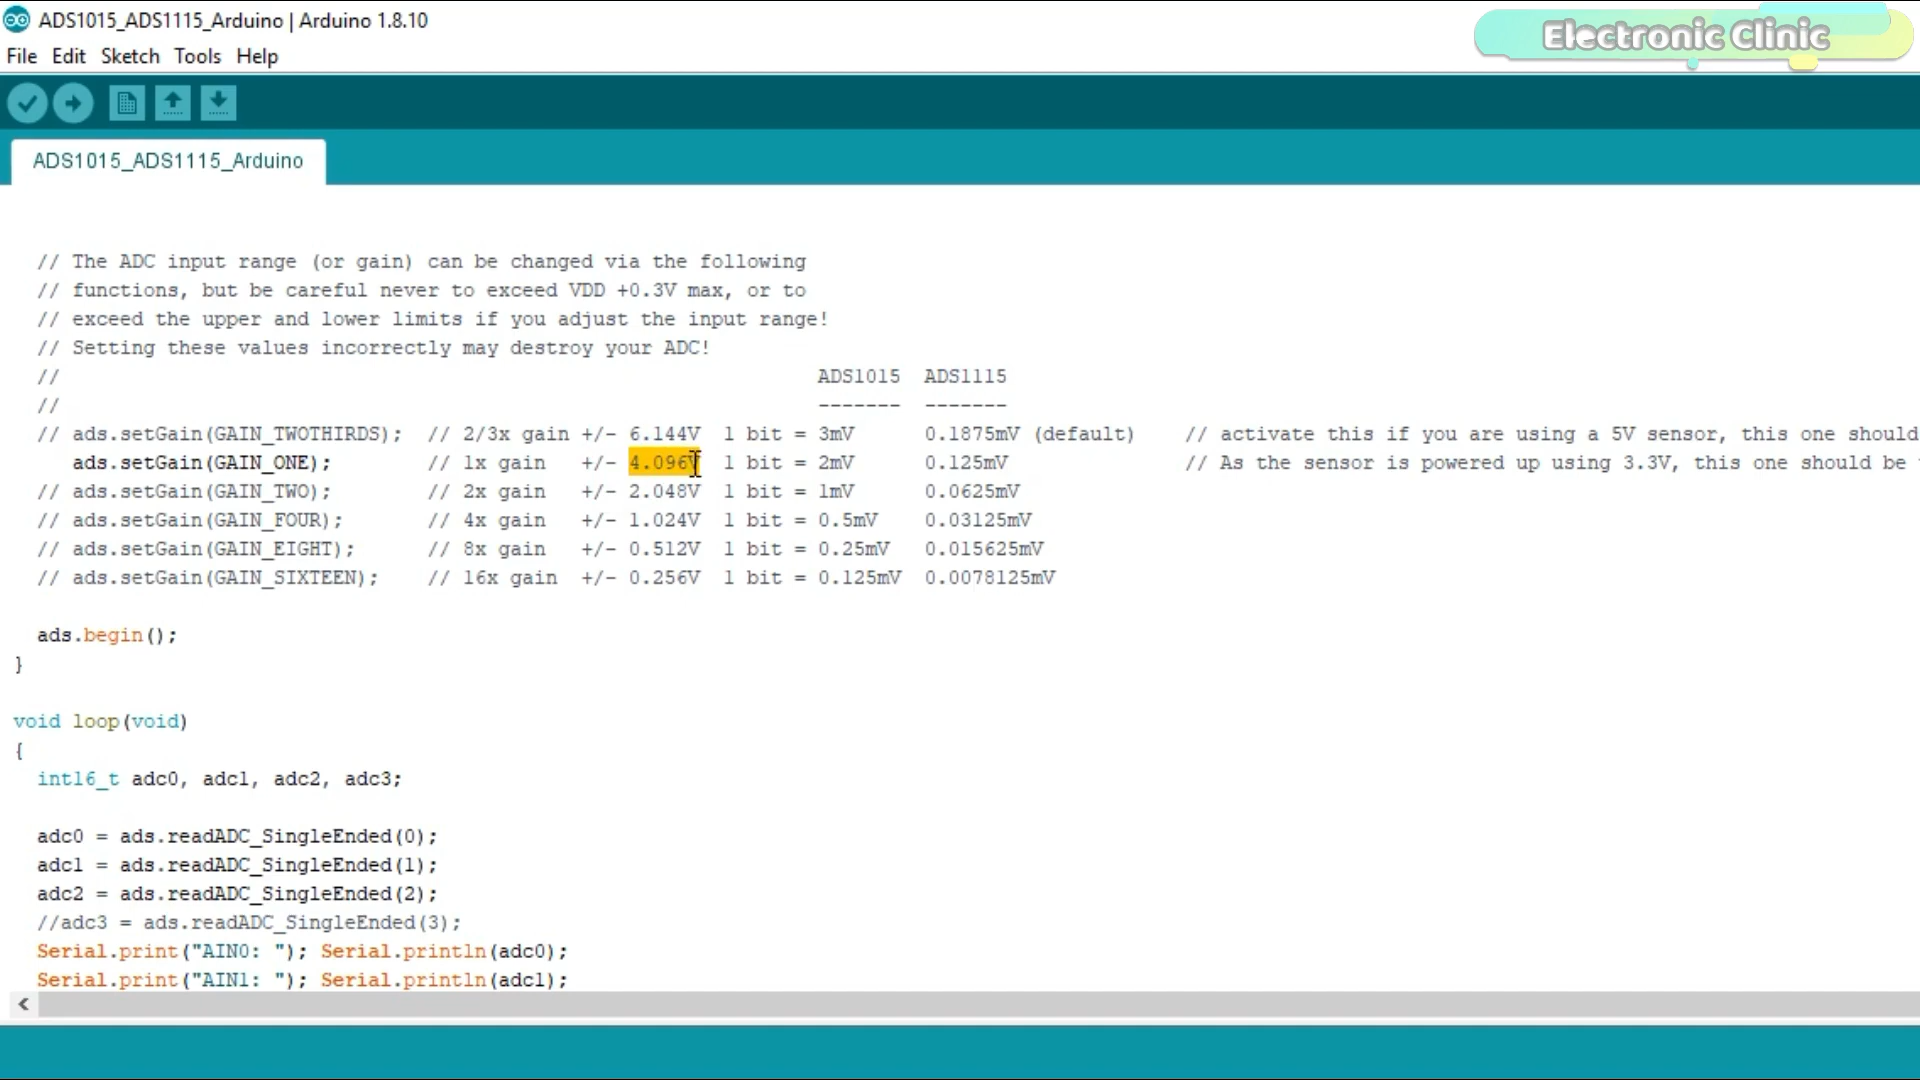 ADS1015_ADS1115_Arduino | Arduino 1.8.10
Electronic Clinic
File Edit Sketch Tools Help
ADS1015_ADS1115_Arduino
// The ADC input range (or gain) can be changed via the following
// functions, but be careful never to exceed VDD +0.3V max, or to
// exceed the upper and lower limits if you adjust the input range!
// Setting these values incorrectly may destroy your ADC!
// ADS1015 ADS1115
// ------- -------
// ads.setGain(GAIN_TWOTHIRDS); // 2/3x gain +/- 6.144V 1 bit = 3mV 0.1875mV (default) // activate this if you are using a 5V sensor, this one should
ads.setGain(GAIN_ONE); // 1x gain +/- 4.096V 1 bit = 2mV 0.125mV // As the sensor is powered up using 3.3V, this one should be
// ads.setGain(GAIN_TWO); // 2x gain +/- 2.048V 1 bit = 1mV 0.0625mV
// ads.setGain(GAIN_FOUR); // 4x gain +/- 1.024V 1 bit = 0.5mV 0.03125mV
// ads.setGain(GAIN_EIGHT); // 8x gain +/- 0.512V 1 bit = 0.25mV 0.015625mV
// ads.setGain(GAIN_SIXTEEN); // 16x gain +/- 0.256V 1 bit = 0.125mV 0.0078125mV
ads.begin();
}
void loop(void)
{
int16_t adc0, adc1, adc2, adc3;
adc0 = ads.readADC_SingleEnded(0);
adc1 = ads.readADC_SingleEnded(1);
adc2 = ads.readADC_SingleEnded(2);
//adc3 = ads.readADC_SingleEnded(3);
Serial.print("AIN0: "); Serial.println(adc0);
Serial.print("AIN1: "); Serial.println(adc1);